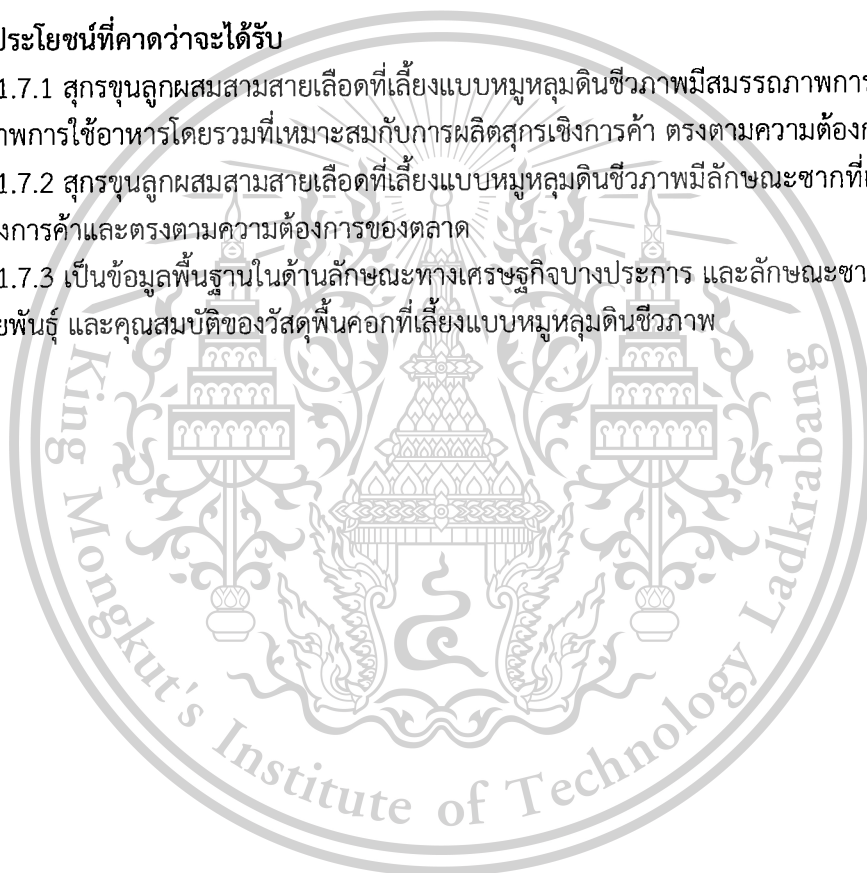 ประโยชน์ที่คาดว่าจะได้รับ
1.7.1 สุกรขุนลูกผสมสามสายเลือดที่เลี้ยงแบบหมูหลุมดินชีวภาพมีสมรรถภาพการ
าพการใช้อาหารโดยรวมที่เหมาะสมกับการผลิตสุกรเชิงการค้า ตรงตามความต้องก
1.7.2 สุกรขุนลูกผสมสามสายเลือดที่เลี้ยงแบบหมูหลุมดินชีวภาพมีลักษณะซากที่
งการค้าและตรงตามความต้องการของตลาด
1.7.3 เป็นข้อมูลพื้นฐานในด้านลักษณะทางเศรษฐกิจบางประการ และลักษณะซา
ยพันธุ์ และคุณสมบัติของวัสดุพื้นคอกที่เลี้ยงแบบหมูหลุมดินชีวภาพ
King Mongkut's Institute of Technology Ladkrabang